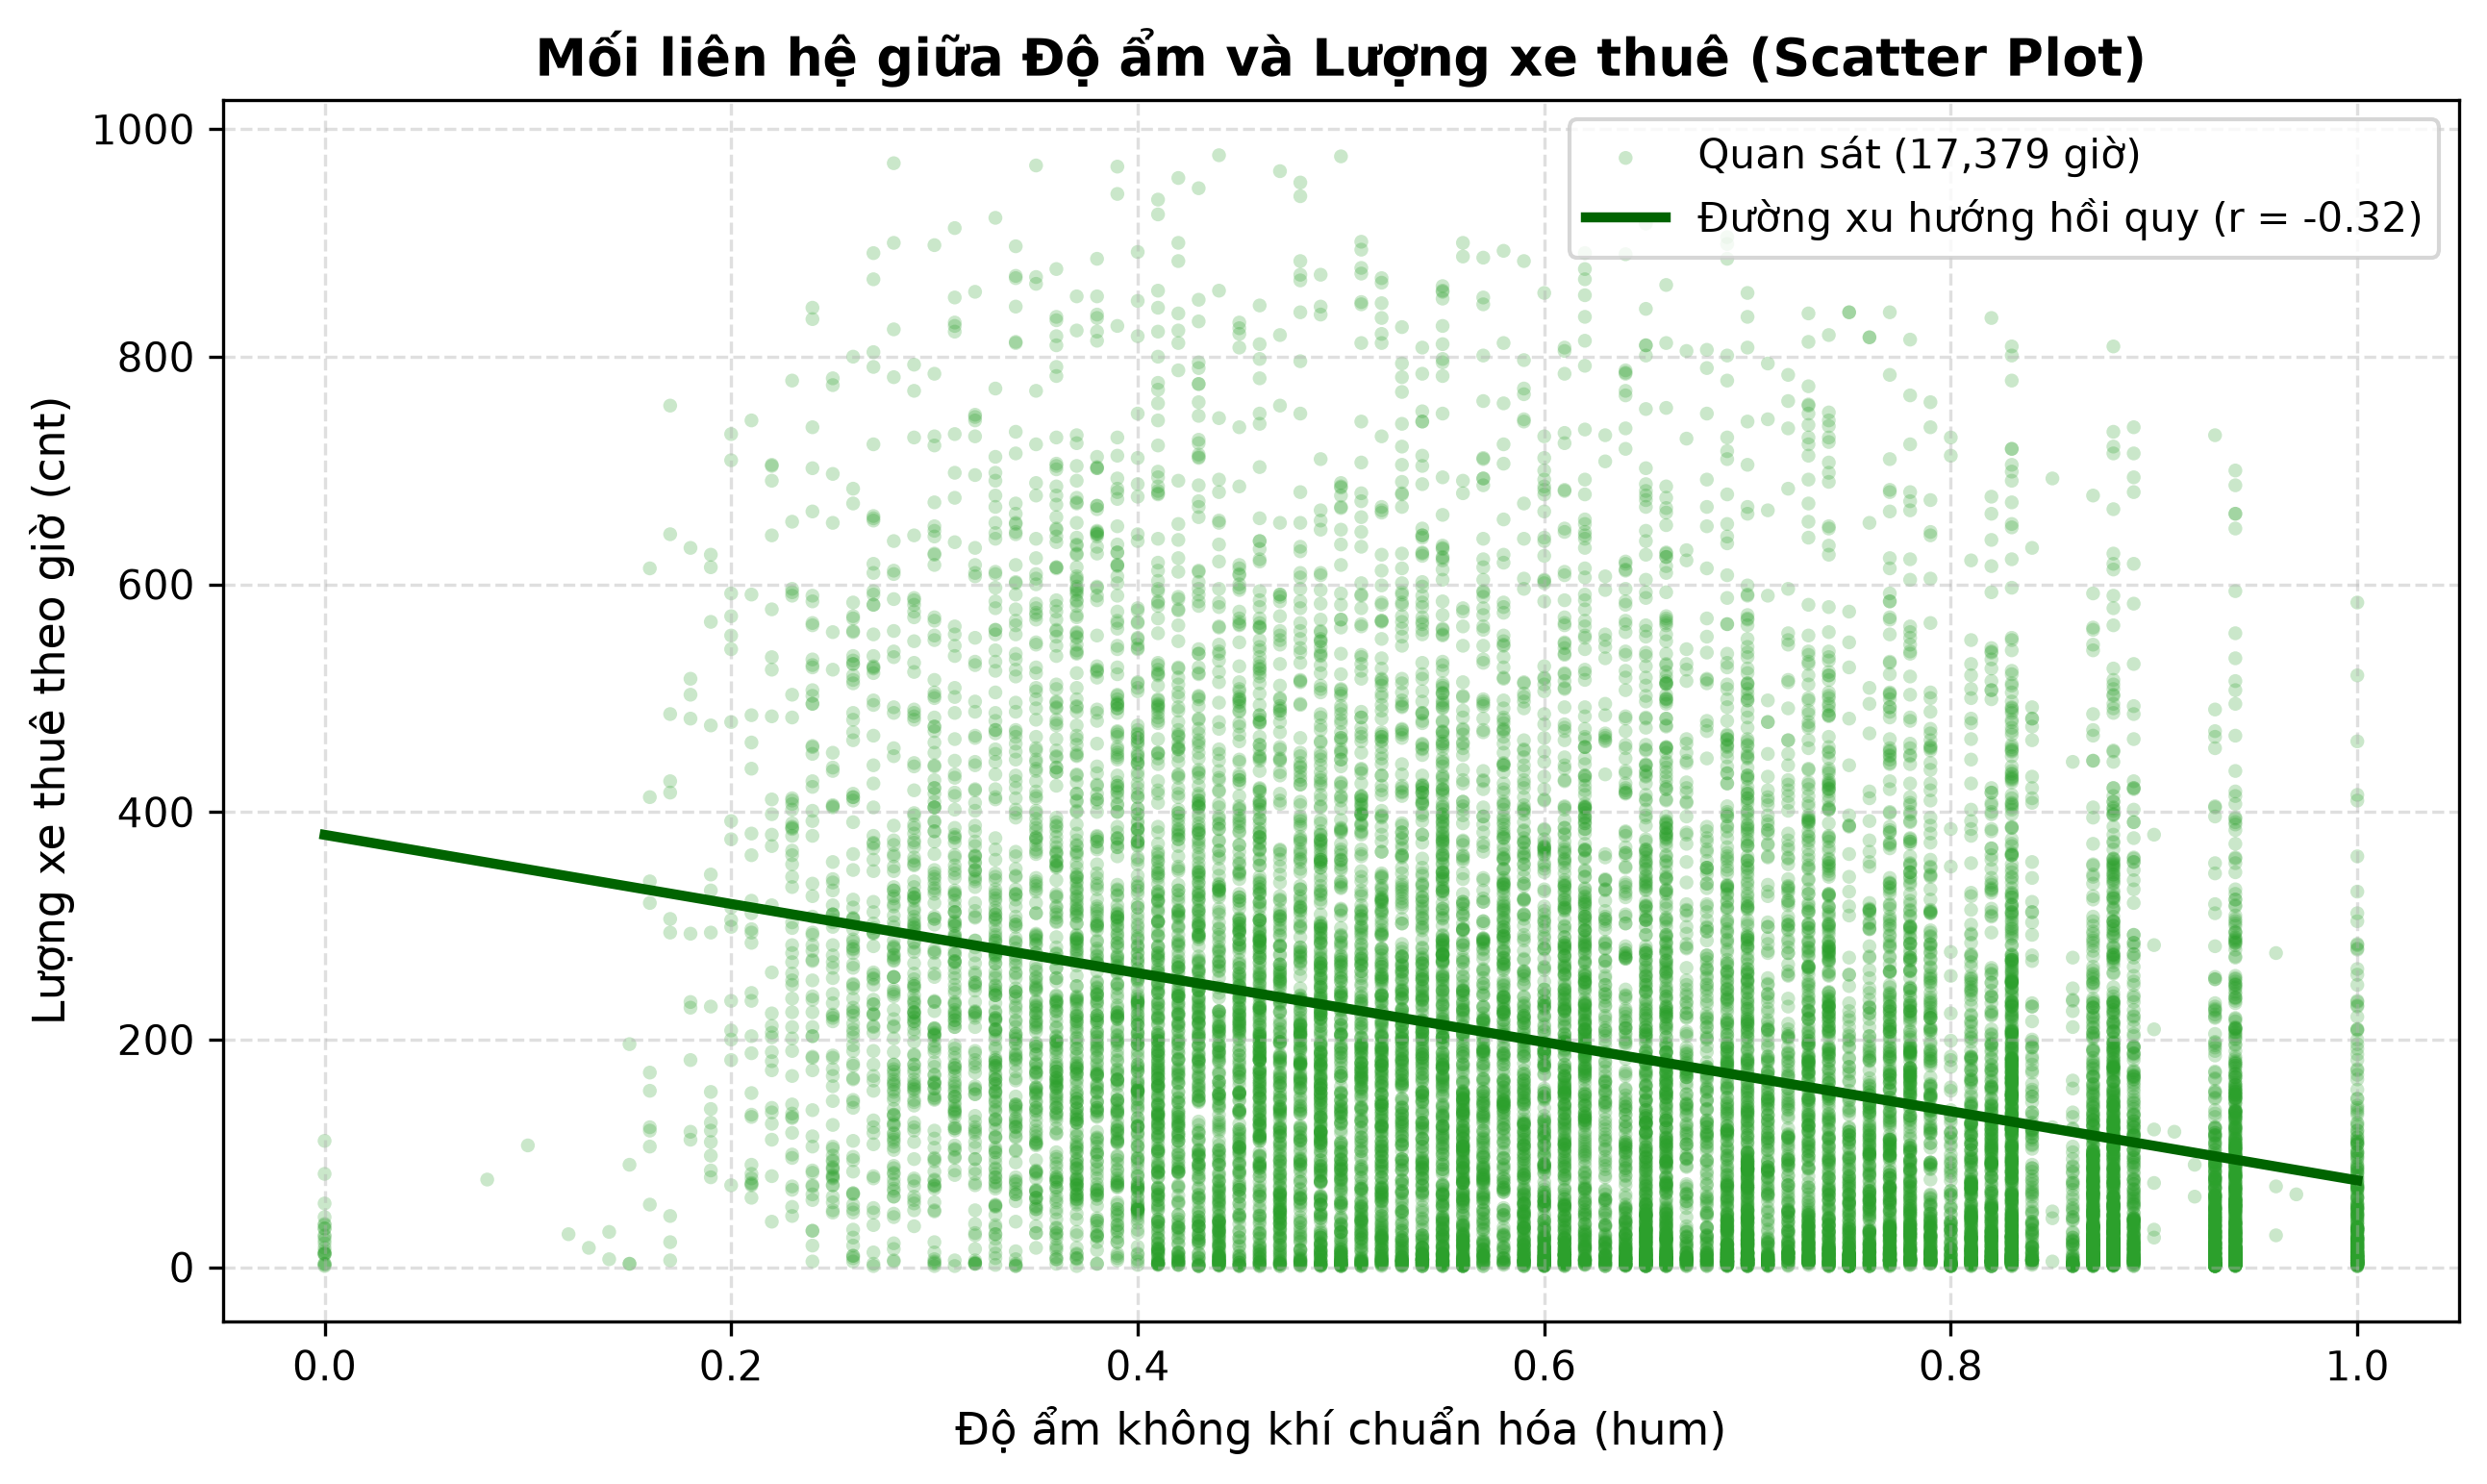 Mối liên hệ giữa Độ ẩm và Lượng xe thuê (Scatter Plot)
Quan sát (17,379 giờ)
Đường xu hướng hồi quy (r = -0.32)
Lượng xe thuê theo giờ (cnt)
1000
800
600
400
200
0
0.0 0.2 0.4 0.6 0.8 1.0
Độ ẩm không khí chuẩn hóa (hum)